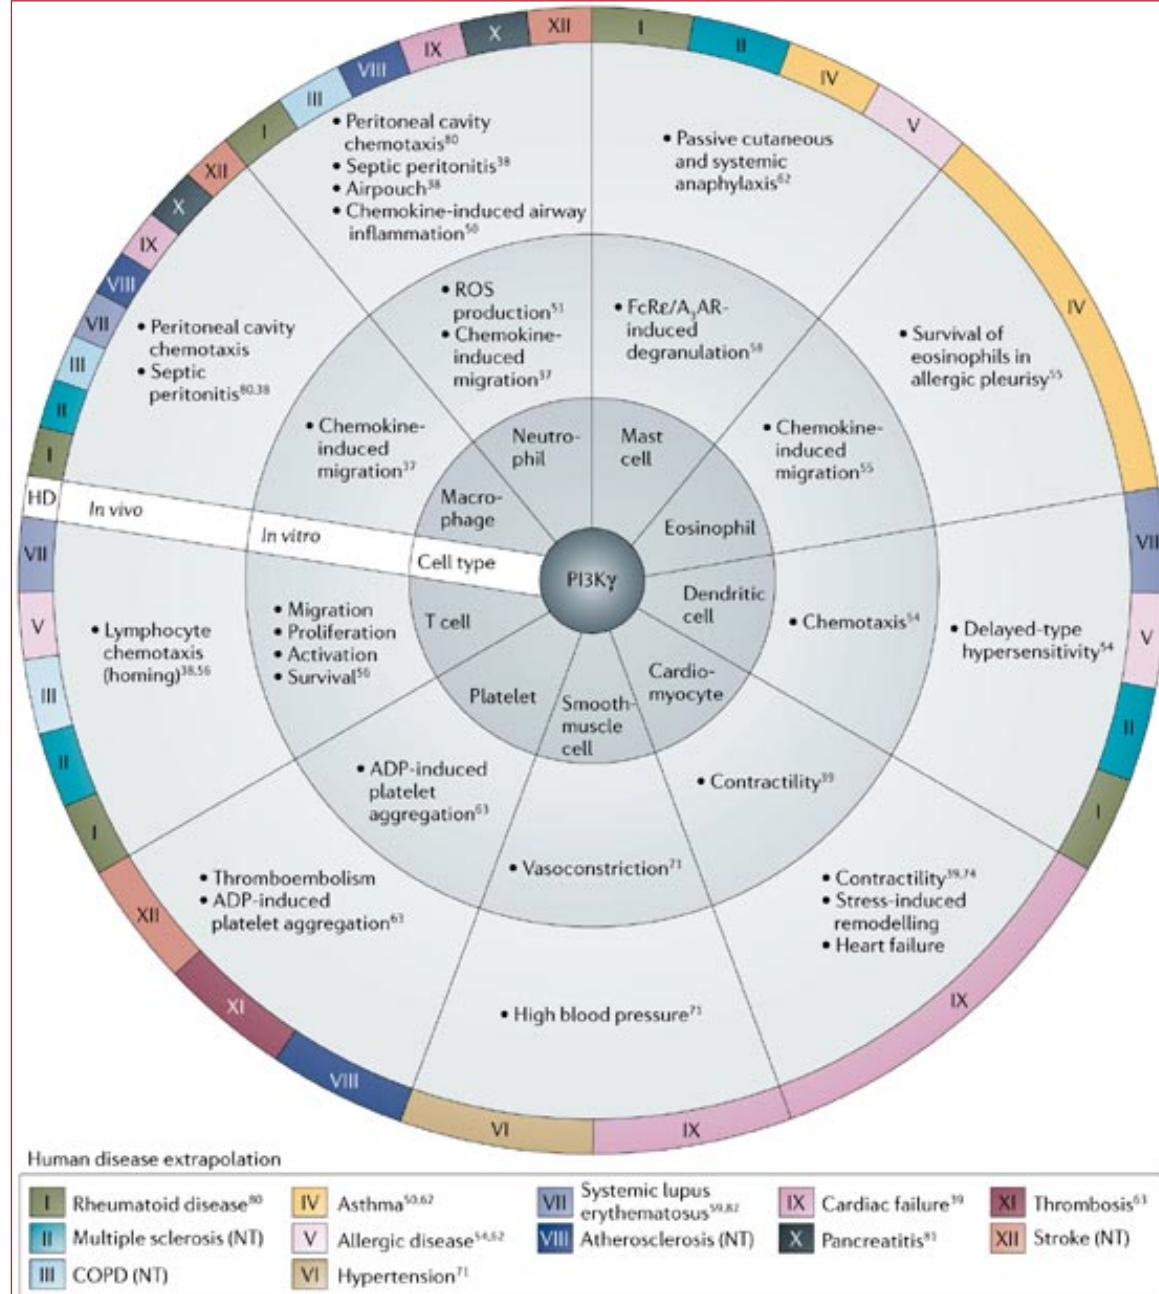 XII
I
II
IV
V
IV
VII
V
II
I
IX
IX
VI
VIII
XI
XII
I
II
III
V
VII
HD
I
II
III
VII
VIII
IX
X
XII
I
III
VIII
IX
X
• Peritoneal cavity
chemotaxis⁸⁰
• Septic peritonitis³⁸
• Airpouch³⁸
• Chemokine-induced airway
inflammation⁵⁰
• Passive cutaneous
and systemic
anaphylaxis⁶²
• ROS
production⁵¹
• Chemokine-
induced
migration³⁷
• FcRε/A₃AR-
induced
degranulation⁵⁸
• Survival of
eosinophils in
allergic pleurisy⁵⁵
• Peritoneal cavity
chemotaxis
• Septic
peritonitis⁸⁰,³⁸
• Chemokine-
induced
migration³⁷
• Chemokine-
induced
migration⁵⁵
Neutro-
phil
Mast
cell
Macro-
phage
Eosinophil
In vivo
In vitro
Cell type
PI3Kγ
Dendritic
cell
T cell
Cardio-
myocyte
Platelet
Smooth-
muscle
cell
• Lymphocyte
chemotaxis
(homing)³⁸,⁵⁶
• Migration
• Proliferation
• Activation
• Survival⁵⁶
• Chemotaxis⁵⁴
• Delayed-type
hypersensitivity⁵⁴
• ADP-induced
platelet
aggregation⁶³
• Contractility³⁹
• Vasoconstriction⁷¹
• Thromboembolism
• ADP-induced
platelet aggregation⁶³
• Contractility³⁹,⁷⁴
• Stress-induced
remodelling
• Heart failure
• High blood pressure⁷¹
Human disease extrapolation
I Rheumatoid disease⁸⁰
II Multiple sclerosis (NT)
III COPD (NT)
IV Asthma⁵⁰,⁶²
V Allergic disease⁵⁴,⁶²
VI Hypertension⁷¹
VII Systemic lupus
erythematosus⁵⁹,⁸²
VIII Atherosclerosis (NT)
IX Cardiac failure³⁹
X Pancreatitis⁸¹
XI Thrombosis⁶³
XII Stroke (NT)